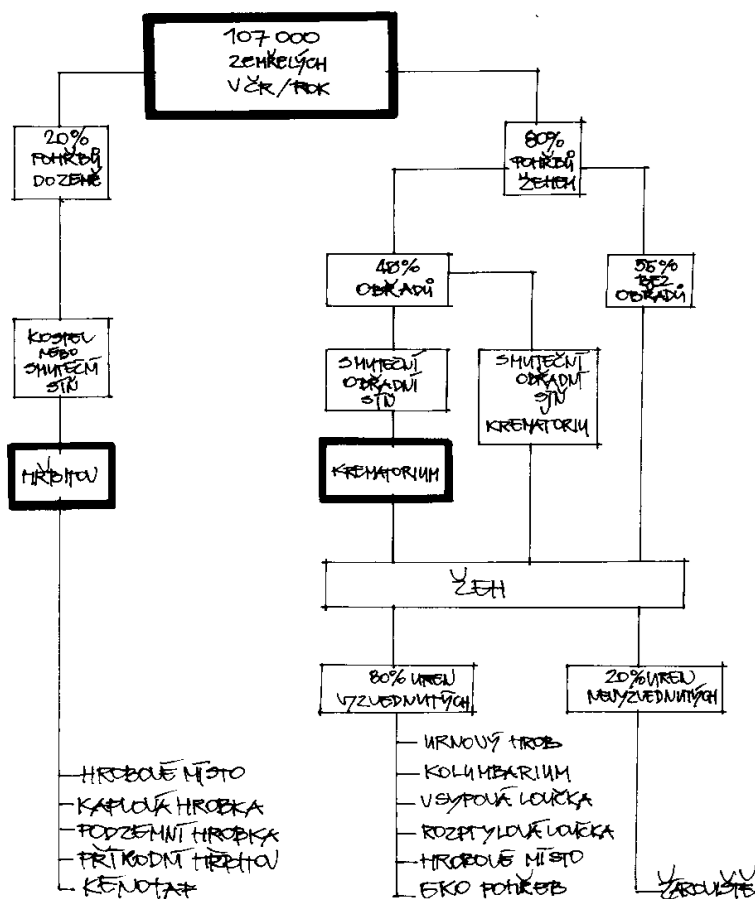 107 000
ZEMŘELÝCH
V ČR/ROK
20%
POHŘBŮ
DO ZEMĚ
80%
POHŘBŮ
ŽEHEM
45%
OBŘADŮ
55%
BEZ
OBŘADŮ
KOSTEL
NEBO
SMUTEČNÍ
SÍŇ
SMUTEČNÍ
OBŘADNÍ
SÍŇ
SMUTEČNÍ
OBŘADNÍ
SÍŇ
V
KREMATORIU
HŘBITOV
KREMATORIUM
ŽEH
80% UREN
VYZVEDNUTÝCH
20% UREN
NEVYZVEDNUTÝCH
HROBOVÉ MÍSTO
KAPLOVÁ HROBKA
PODZEMNÍ HROBKA
PŘÍRODNÍ HŘBITOV
KENOTAF
URNOVÝ HROB
KOLUMBARIUM
VSYPOVÁ LOUČKA
ROZPTYLOVÁ LOUČKA
HROBOVÉ MÍSTO
EKO POHŘEB
ŽÁROVIŠTĚ